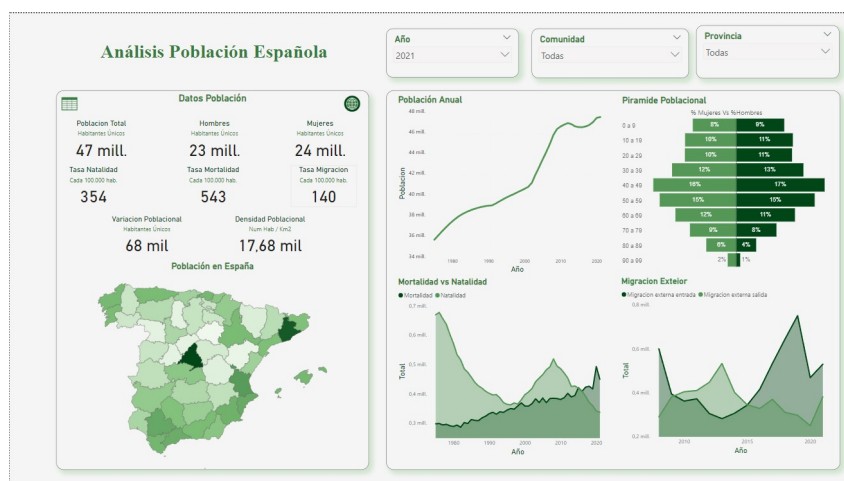 Análisis Población Española
Año
2021
Comunidad
Todas
Provincia
Todas
Datos Población
Poblacion Total
Habitantes Únicos
47 mill.
Hombres
Habitantes Únicos
23 mill.
Mujeres
Habitantes Únicos
24 mill.
Tasa Natalidad
Cada 100.000 hab.
354
Tasa Mortalidad
Cada 100.000 hab.
543
Tasa Migracion
Cada 100.000 hab.
140
Variacion Poblacional
Habitantes Únicos
68 mil
Densidad Poblacional
Num Hab / Km2
17,68 mil
Población en España
Población Anual
48 mill.
46 mill.
44 mill.
42 mill.
40 mill.
38 mill.
36 mill.
34 mill.
Poblacion
1980
1990
2000
2010
2020
Año
Piramide Poblacional
% Mujeres Vs %Hombres
0 a 9
8%
9%
10 a 19
10%
11%
20 a 29
10%
11%
30 a 39
12%
13%
40 a 49
16%
17%
50 a 59
15%
15%
60 a 69
12%
11%
70 a 79
9%
8%
80 a 89
6%
4%
90 a 99
2%
1%
Mortalidad vs Natalidad
Mortalidad
Natalidad
0,7 mill.
0,6 mill.
0,5 mill.
0,4 mill.
0,3 mill.
Total
1980
1990
2000
2010
2020
Año
Migracion Exteior
Migracion externa entrada
Migracion externa salida
0,8 mill.
0,6 mill.
0,4 mill.
0,2 mill.
Total
2010
2015
2020
Año